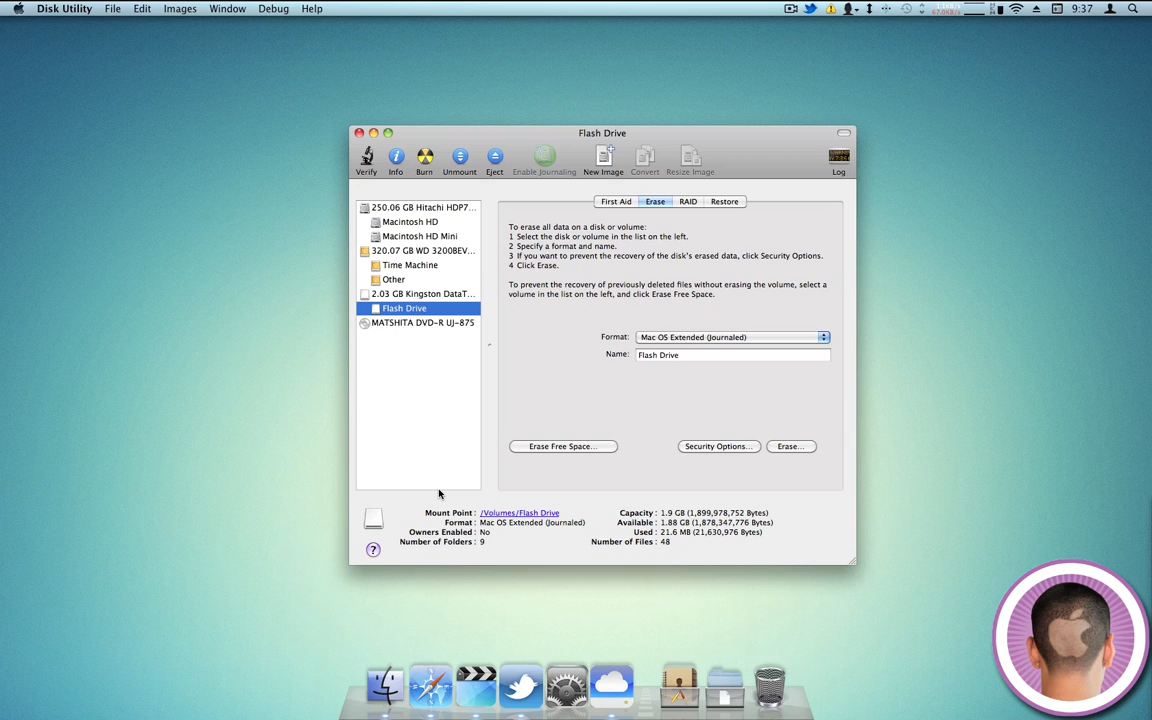 Disk Utility File Edit Images Window Debug Help 9:37
Flash Drive
Verify Info Burn Unmount Eject Enable Journaling New Image Convert Resize Image Log
250.06 GB Hitachi HDP7...
Macintosh HD
Macintosh HD Mini
320.07 GB WD 3200BEV...
Time Machine
Other
2.03 GB Kingston DataT...
Flash Drive
MATSHITA DVD-R UJ-875
First Aid Erase RAID Restore
To erase all data on a disk or volume:
1 Select the disk or volume in the list on the left.
2 Specify a format and name.
3 If you want to prevent the recovery of the disk's erased data, click Security Options.
4 Click Erase.
To prevent the recovery of previously deleted files without erasing the volume, select a
volume in the list on the left, and click Erase Free Space.
Format: Mac OS Extended (Journaled)
Name: Flash Drive
Erase Free Space... Security Options... Erase...
Mount Point : /Volumes/Flash Drive
Format : Mac OS Extended (Journaled)
Owners Enabled : No
Number of Folders : 9
Capacity : 1.9 GB (1,899,978,752 Bytes)
Available : 1.88 GB (1,878,347,776 Bytes)
Used : 21.6 MB (21,630,976 Bytes)
Number of Files : 48